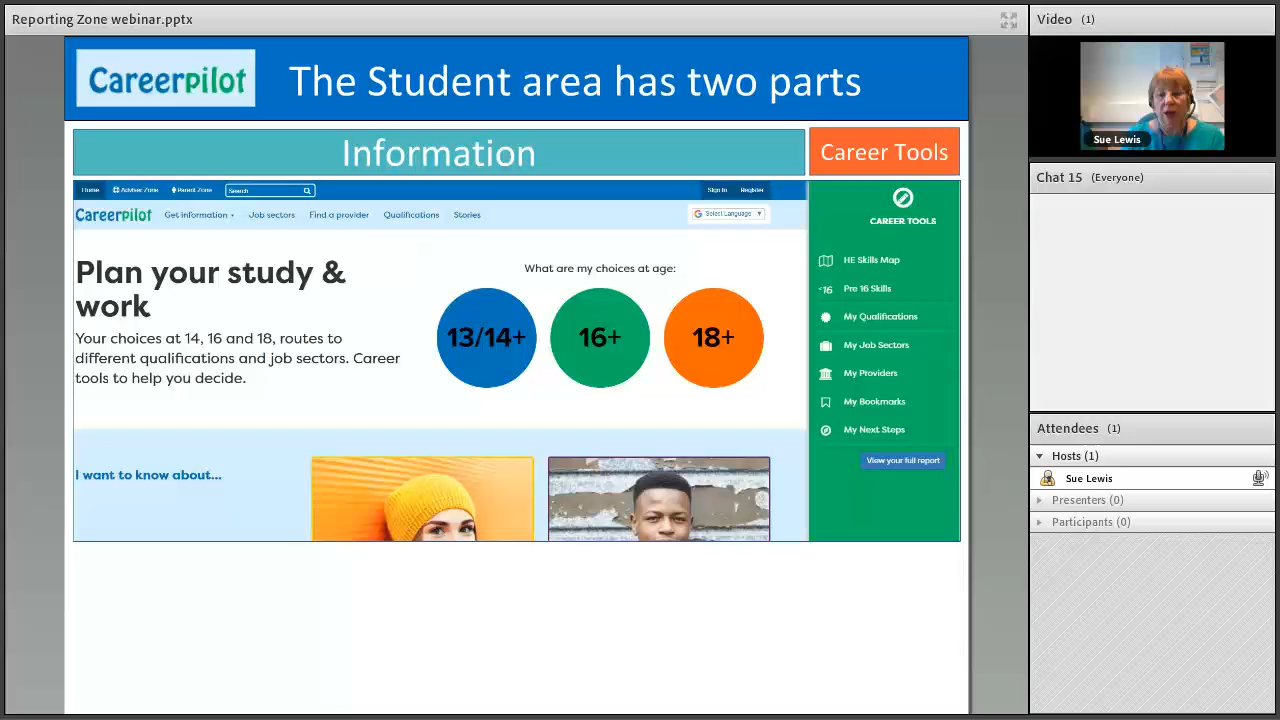 Reporting Zone webinar.pptx
Careerpilot
The Student area has two parts
Information
Career Tools
Home Adviser Zone Parent Zone Search Sign In Register
Careerpilot Get Information Job sectors Find a provider Qualifications Stories Select Language
Plan your study &
work
Your choices at 14, 16 and 18, routes to
different qualifications and job sectors. Career
tools to help you decide.
What are my choices at age:
13/14+ 16+ 18+
I want to know about...
CAREER TOOLS
HE Skills Map
<16 Pre 16 Skills
My Qualifications
My Job Sectors
My Providers
My Bookmarks
My Next Steps
View your full report
Video (1)
Sue Lewis
Chat 15 (Everyone)
Attendees (1)
Hosts (1)
Sue Lewis
Presenters (0)
Participants (0)